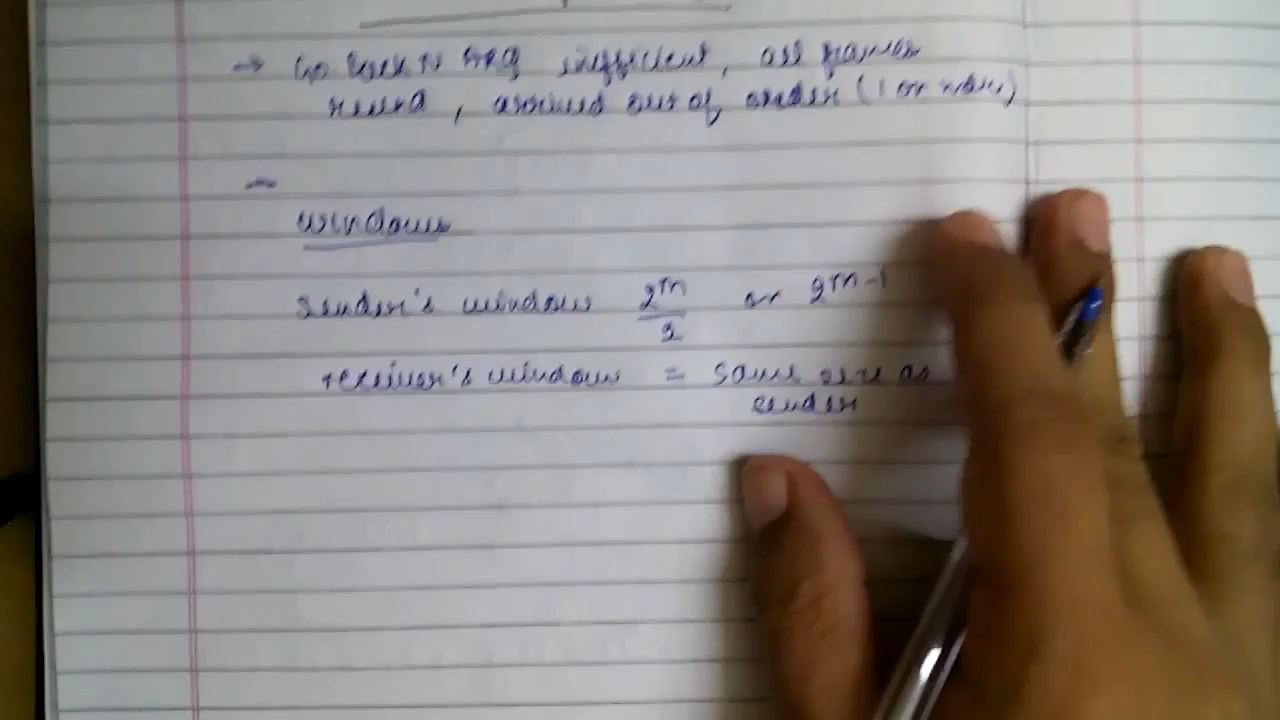 → Go back N ARQ inefficient, all frames
resend, arrived out of order (1 or more)
windows
sender's window 2^m/2 or 2^m-1
receiver's window = same size as
sender